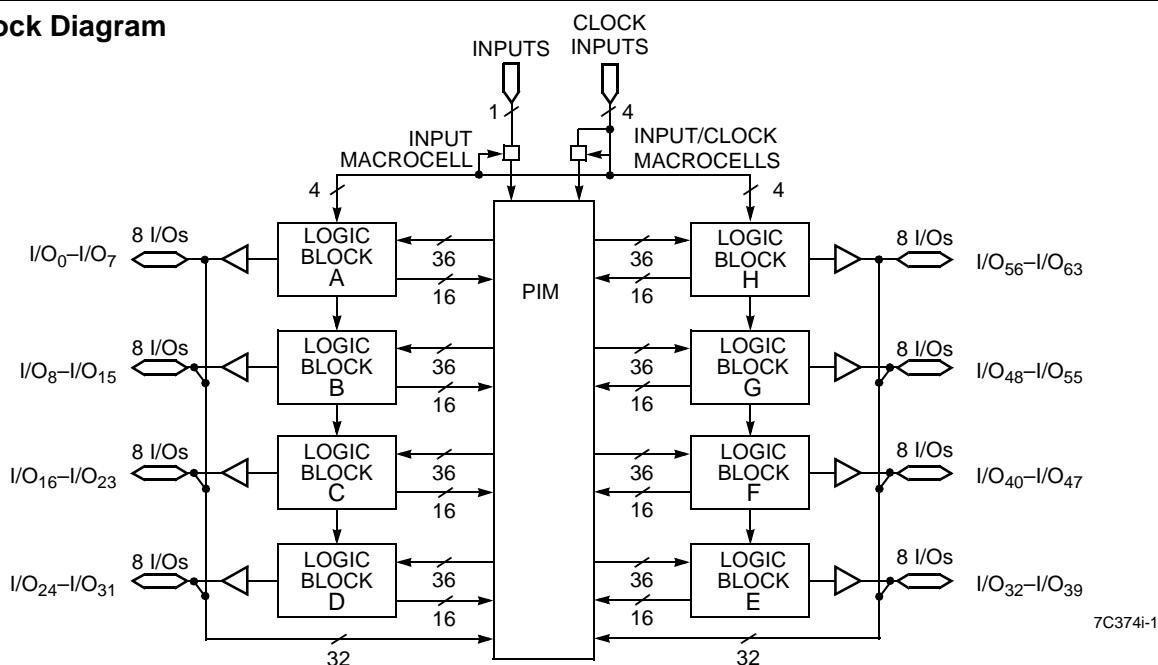 ock Diagram
CLOCK
INPUTS
INPUTS
1
4
INPUT
MACROCELL
INPUT/CLOCK
MACROCELLS
4
4
8 I/Os
I/O0–I/O7
LOGIC
BLOCK
A
36
16
PIM
36
16
LOGIC
BLOCK
H
8 I/Os
I/O56–I/O63
8 I/Os
I/O8–I/O15
LOGIC
BLOCK
B
36
16
36
16
LOGIC
BLOCK
G
8 I/Os
I/O48–I/O55
8 I/Os
I/O16–I/O23
LOGIC
BLOCK
C
36
16
36
16
LOGIC
BLOCK
F
8 I/Os
I/O40–I/O47
8 I/Os
I/O24–I/O31
LOGIC
BLOCK
D
36
16
36
16
LOGIC
BLOCK
E
8 I/Os
I/O32–I/O39
7C374i-1
32
32